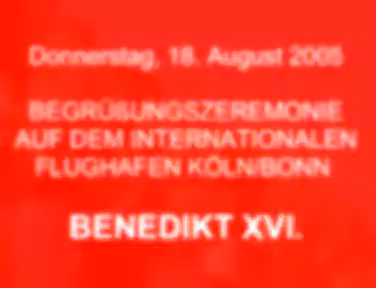 Donnerstag, 18. August 2005
BEGRÜßUNGSZEREMONIE
AUF DEM INTERNATIONALEN
FLUGHAFEN KÖLN/BONN
BENEDIKT XVI.